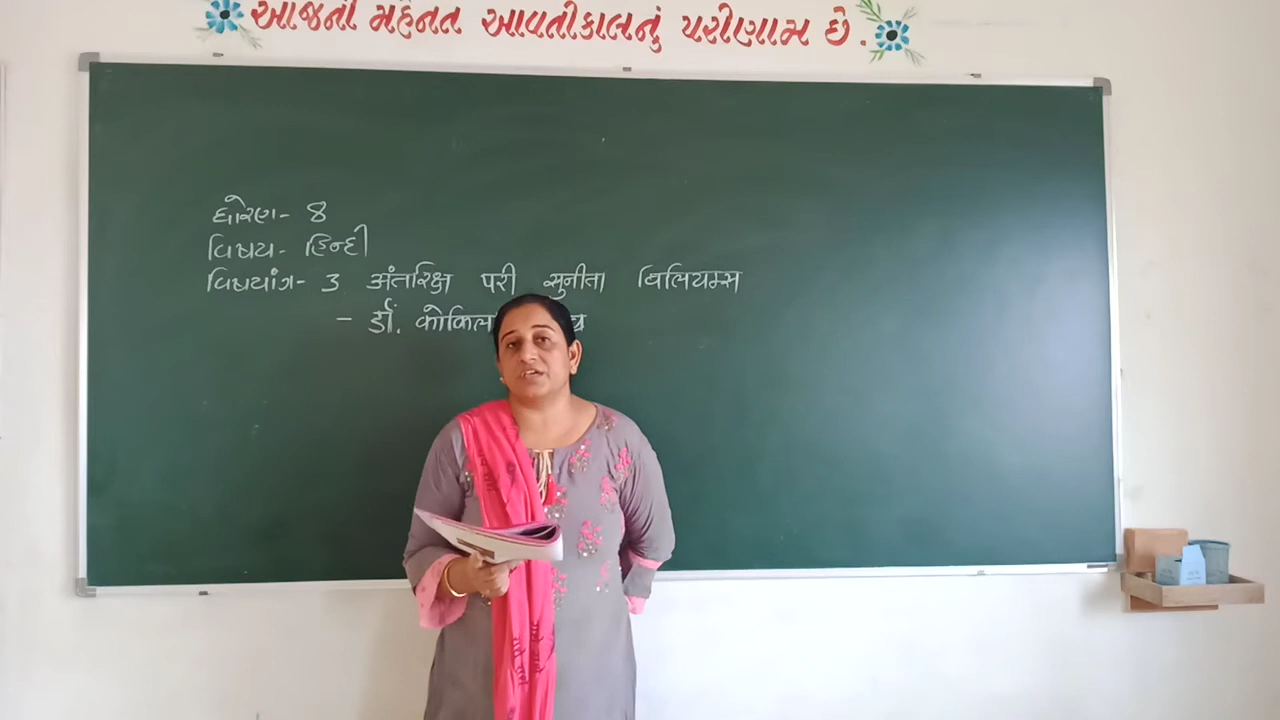 આજની મહેનત આવતીકાલનું પરીણામ છે.
ધોરણ- 8
વિષય- હિન્દી
વિષયાંગ- 3 अंतरिक्ष परी सुनीता विलियम्स
- डॉ.